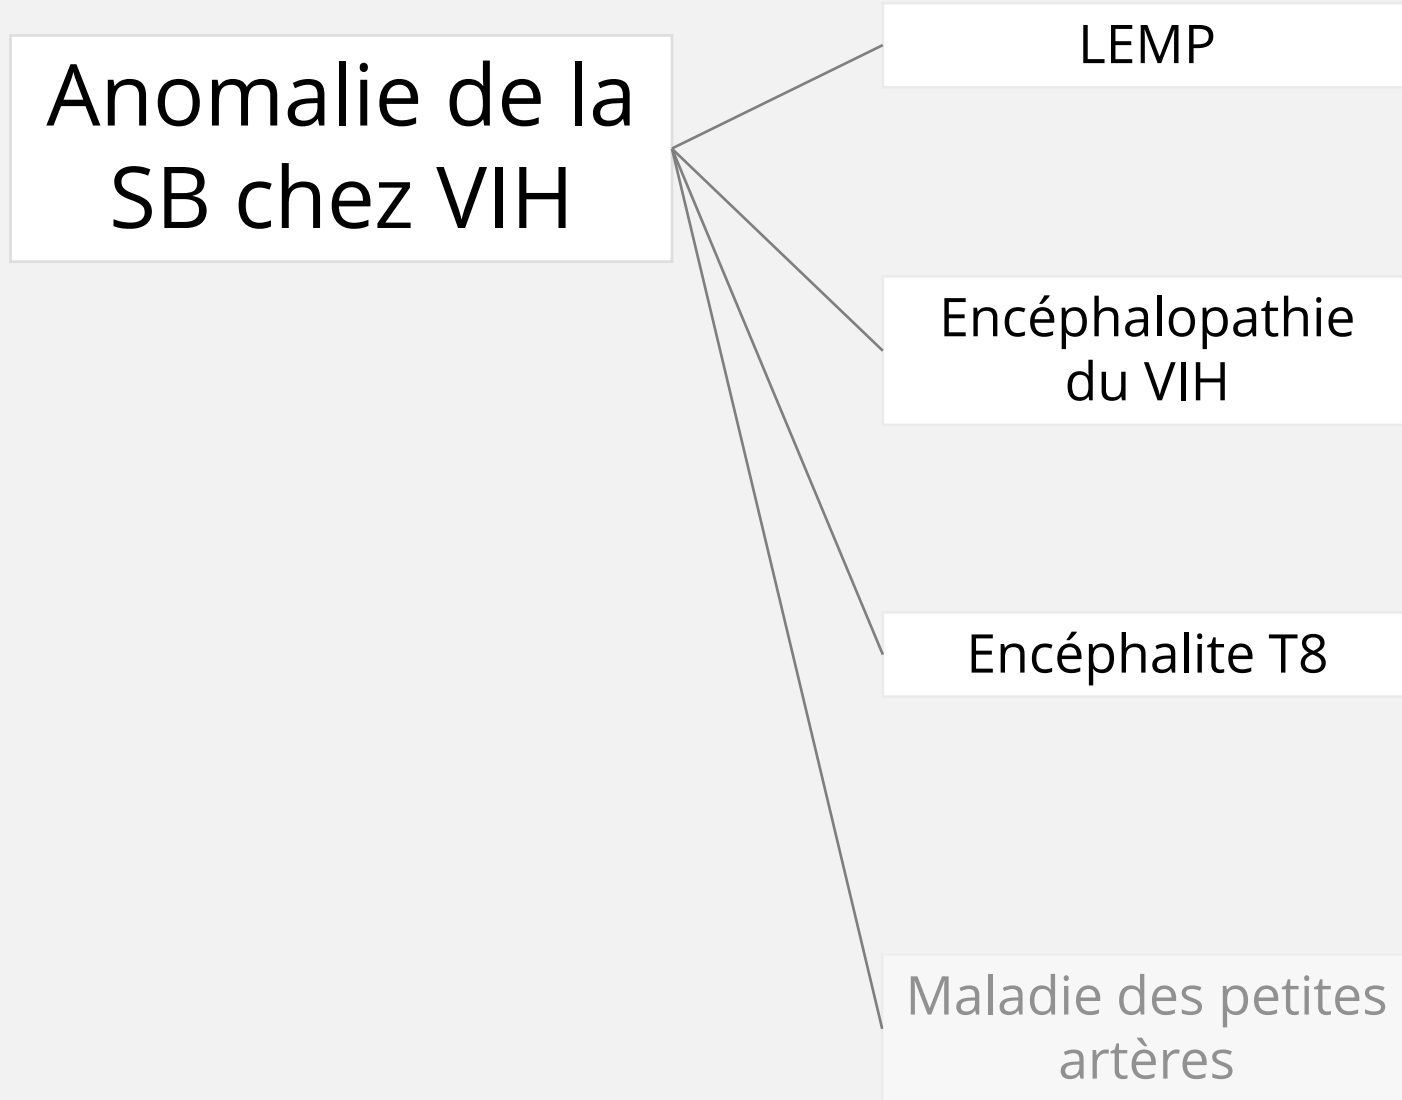 Anomalie de la
SB chez VIH
LEMP
Encéphalopathie
du VIH
Encéphalite T8
Maladie des petites
artères